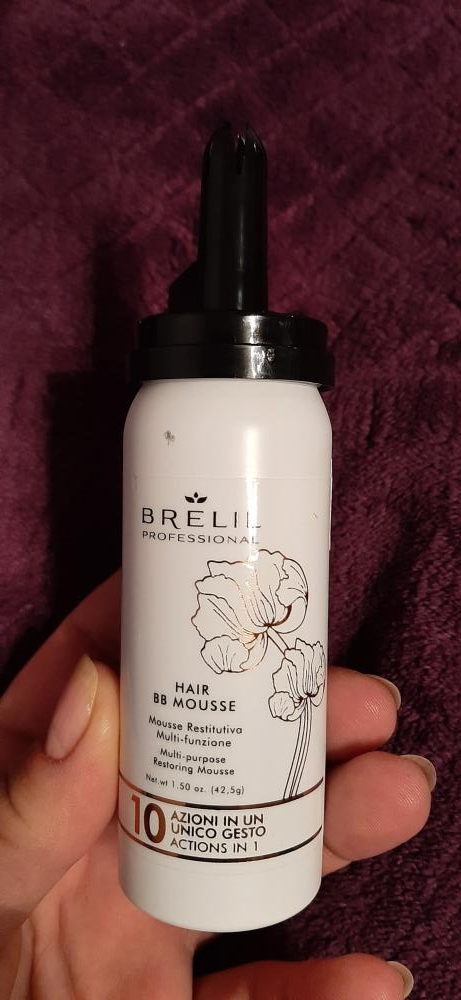 BRELIL
PROFESSIONAL
HAIR
BB MOUSSE
Mousse Restitutiva
Multi-funzione
Multi-purpose
Restoring Mousse
Net.wt 1.50 oz. (42,5g)
10 AZIONI IN UN
UNICO GESTO
ACTIONS IN 1